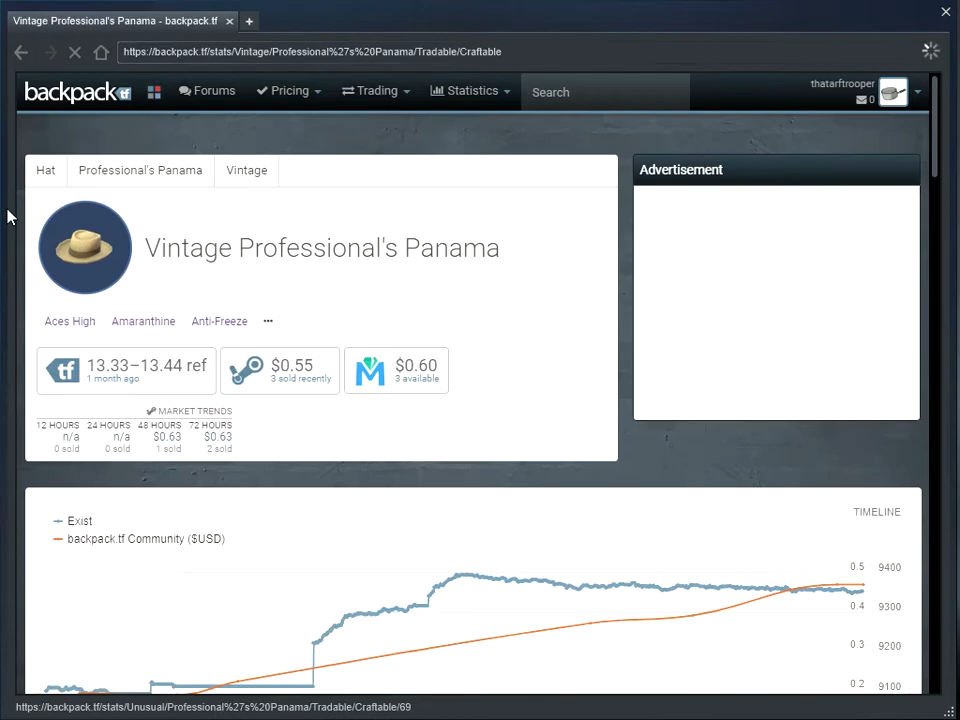 Vintage Professional's Panama - backpack.tf
https://backpack.tf/stats/Vintage/Professional%27s%20Panama/Tradable/Craftable
backpack tf Forums Pricing Trading Statistics Search thatarftrooper
0
Hat Professional's Panama Vintage
Advertisement
Vintage Professional's Panama
Aces High Amaranthine Anti-Freeze •••
tf 13.33–13.44 ref $0.55 $0.60
1 month ago 3 sold recently 3 available
MARKET TRENDS
12 HOURS 24 HOURS 48 HOURS 72 HOURS
n/a n/a $0.63 $0.63
0 sold 0 sold 1 sold 2 sold
TIMELINE
Exist
backpack.tf Community ($USD)
0.5 9400
0.4 9300
0.3 9200
0.2 9100
https://backpack.tf/stats/Unusual/Professional%27s%20Panama/Tradable/Craftable/69